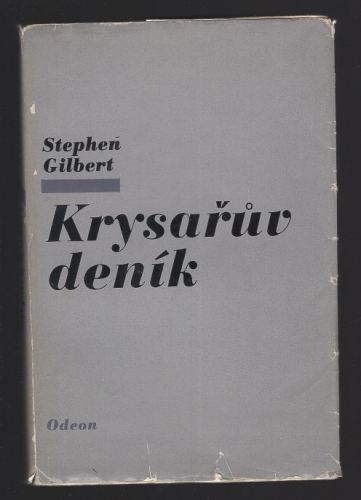 Stephen
Gilbert
Krysařův
deník
Odeon